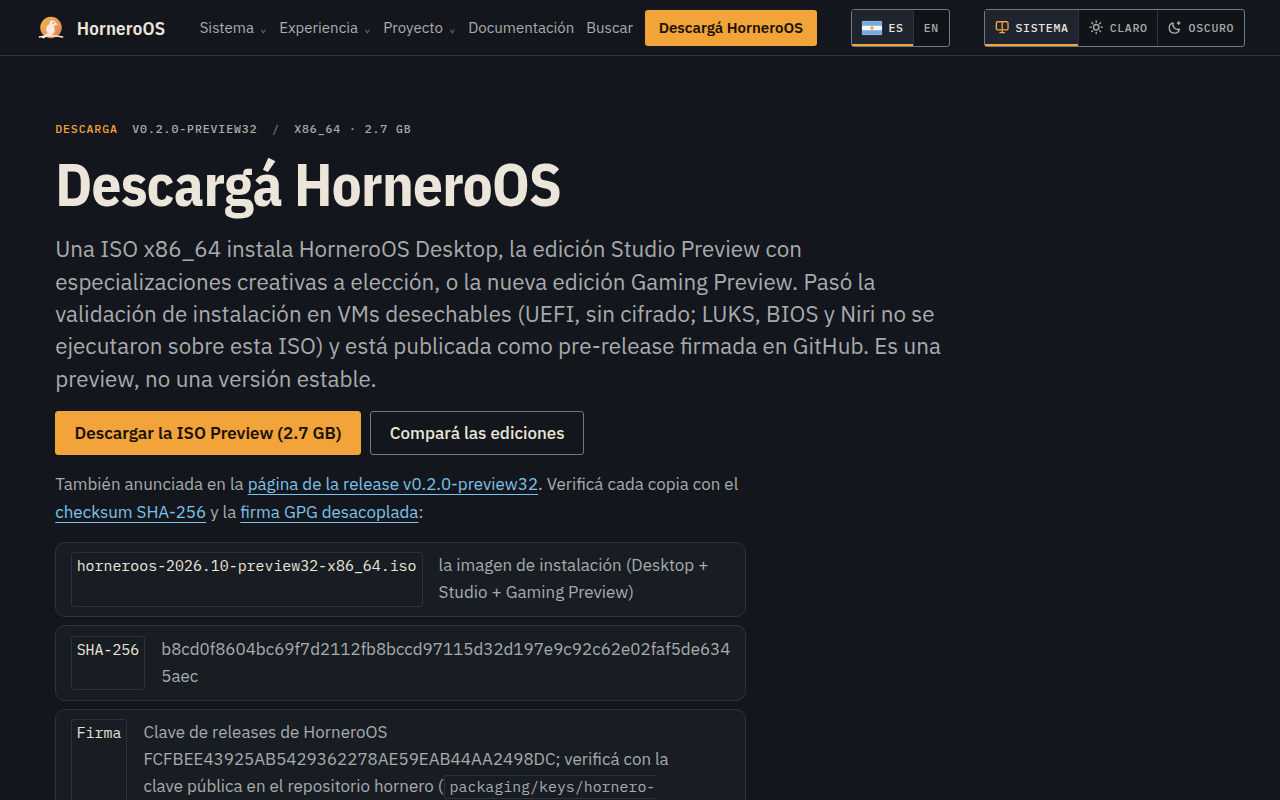 HorneroOS Sistema Experiencia Proyecto Documentación Buscar Descargá HorneroOS ES EN SISTEMA CLARO OSCURO
DESCARGA V0.2.0-PREVIEW32 / X86_64 · 2.7 GB
Descargá HorneroOS
Una ISO x86_64 instala HorneroOS Desktop, la edición Studio Preview con
especializaciones creativas a elección, o la nueva edición Gaming Preview. Pasó la
validación de instalación en VMs desechables (UEFI, sin cifrado; LUKS, BIOS y Niri no se
ejecutaron sobre esta ISO) y está publicada como pre-release firmada en GitHub. Es una
preview, no una versión estable.
Descargar la ISO Preview (2.7 GB) Compará las ediciones
También anunciada en la página de la release v0.2.0-preview32. Verificá cada copia con el
checksum SHA-256 y la firma GPG desacoplada:
horneroos-2026.10-preview32-x86_64.iso la imagen de instalación (Desktop +
Studio + Gaming Preview)
SHA-256 b8cd0f8604bc69f7d2112fb8bccd97115d32d197e9c92c62e02faf5de634
5aec
Firma Clave de releases de HorneroOS
FCFBEE43925AB5429362278AE59EAB44AA2498DC; verificá con la
clave pública en el repositorio hornero (packaging/keys/hornero-